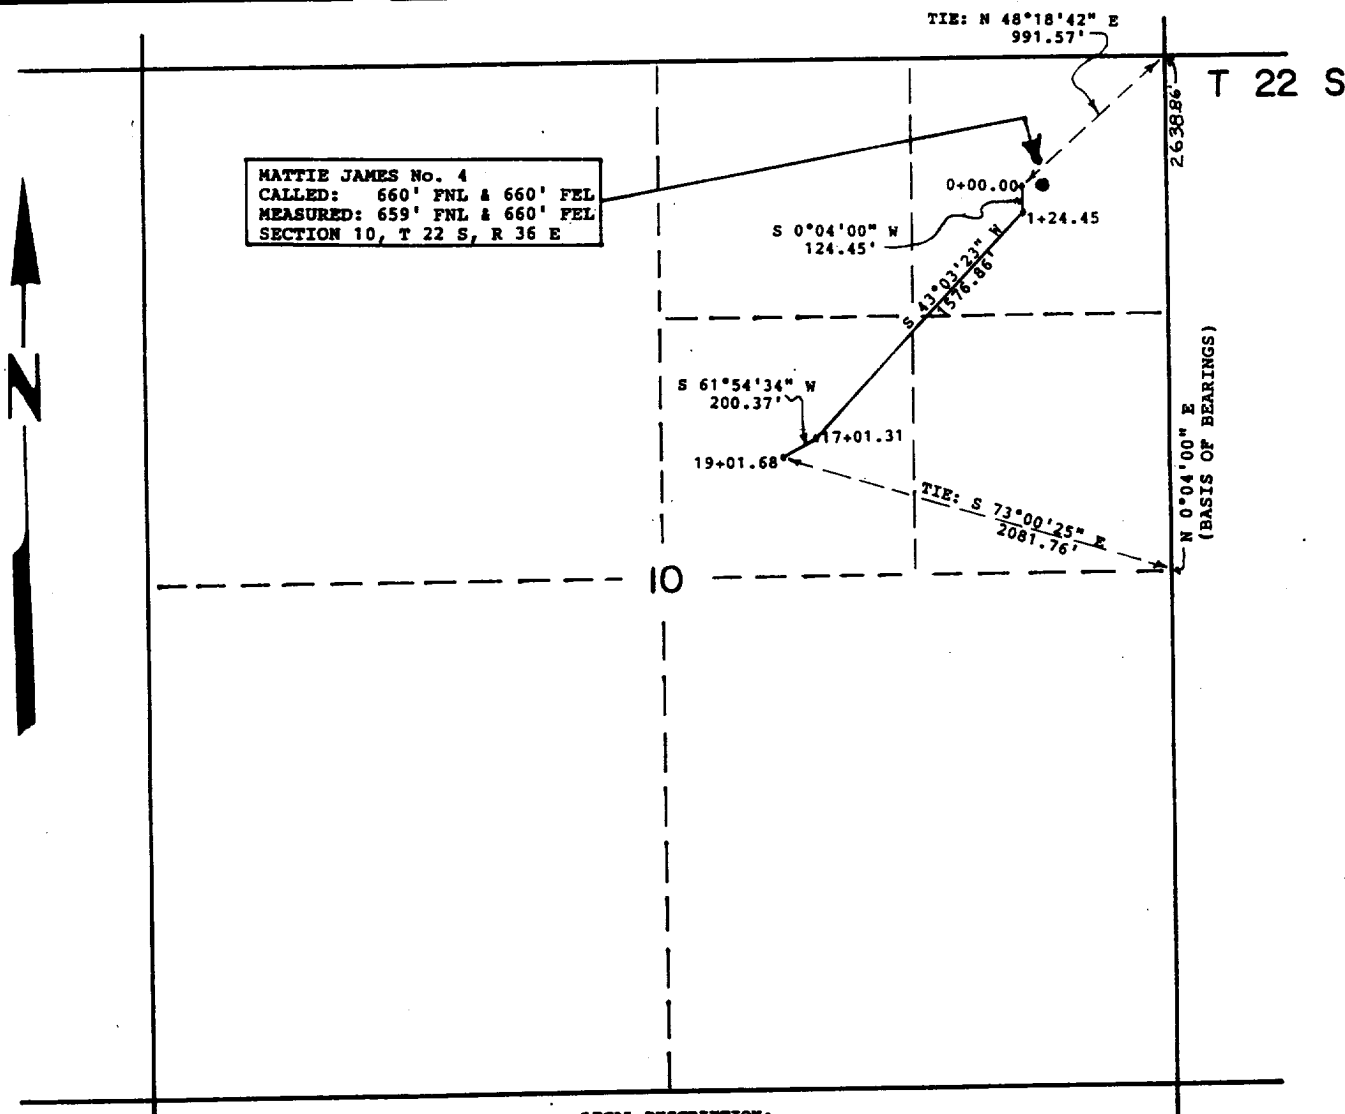 TIE: N 48°18'42" E
991.57'
T 22 S
2638.86'
MATTIE JAMES No. 4
CALLED: 660' FNL & 660' FEL
MEASURED: 659' FNL & 660' FEL
SECTION 10, T 22 S, R 36 E
0+00.00
1+24.45
S 0°04'00" W
124.45'
S 43°03'23" W
1576.86'
N
S 61°54'34" W
200.37'
17+01.31
19+01.68
TIE: S 73°00'25" E
2081.76'
N 0°04'00" E
(BASIS OF BEARINGS)
10